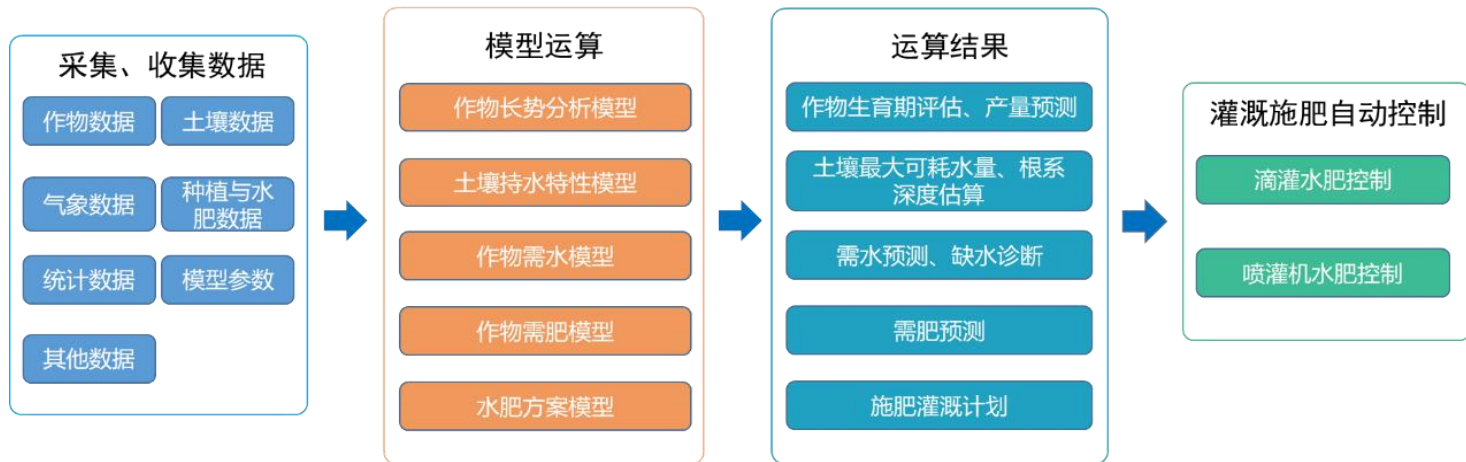 采集、收集数据
作物数据
土壤数据
气象数据
种植与水
肥数据
统计数据
模型参数
其他数据
模型运算
作物长势分析模型
土壤持水特性模型
作物需水模型
作物需肥模型
水肥方案模型
运算结果
作物生育期评估、产量预测
土壤最大可耗水量、根系
深度估算
需水预测、缺水诊断
需肥预测
施肥灌溉计划
灌溉施肥自动控制
滴灌水肥控制
喷灌机水肥控制